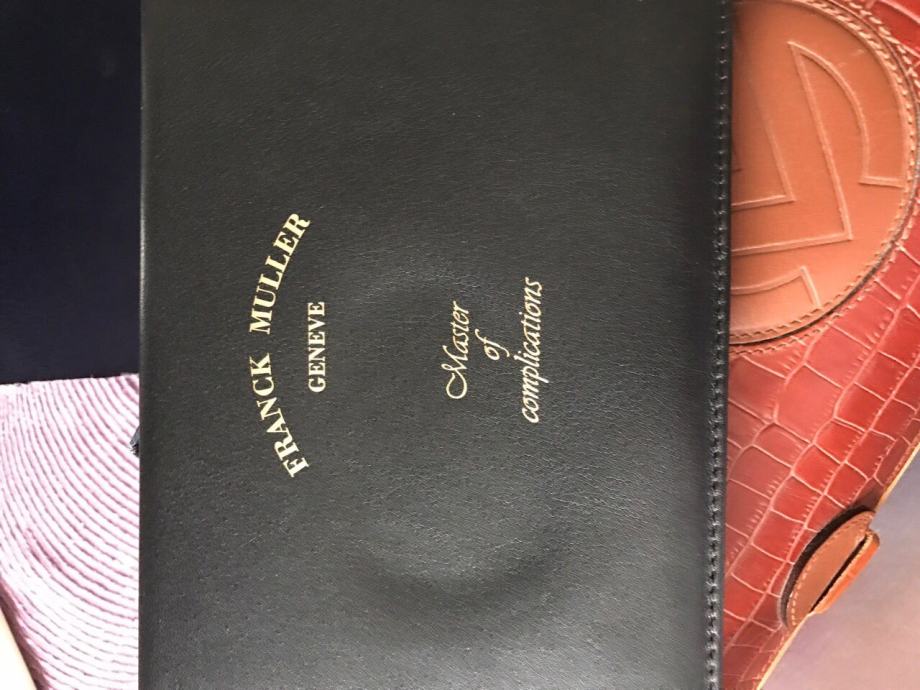 FRANCK MULLER
GENEVE
Master
of
complications